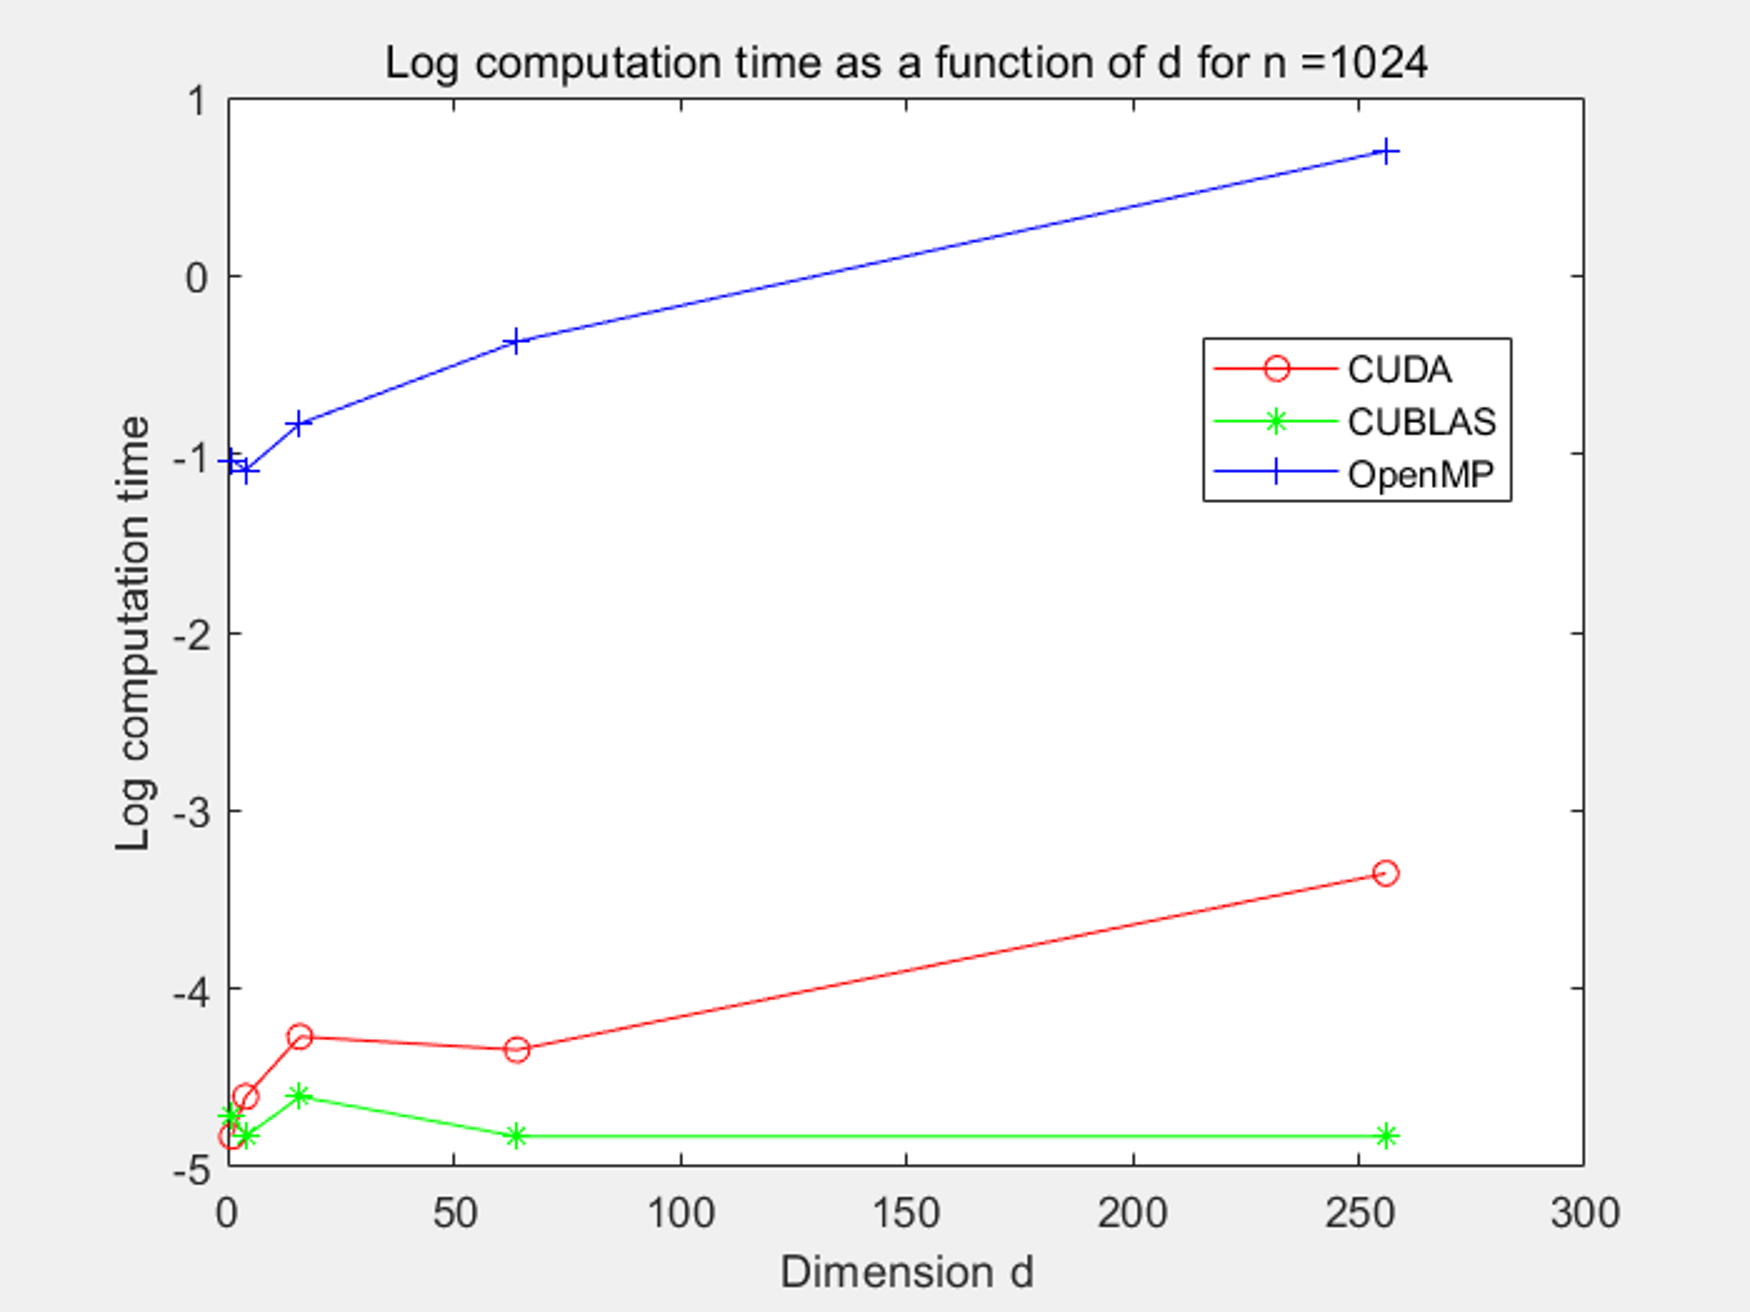 Log computation time as a function of d for n =1024
1
0
-1
-2
-3
-4
-5
Log computation time
CUDA
CUBLAS
OpenMP
0 50 100 150 200 250 300
Dimension d